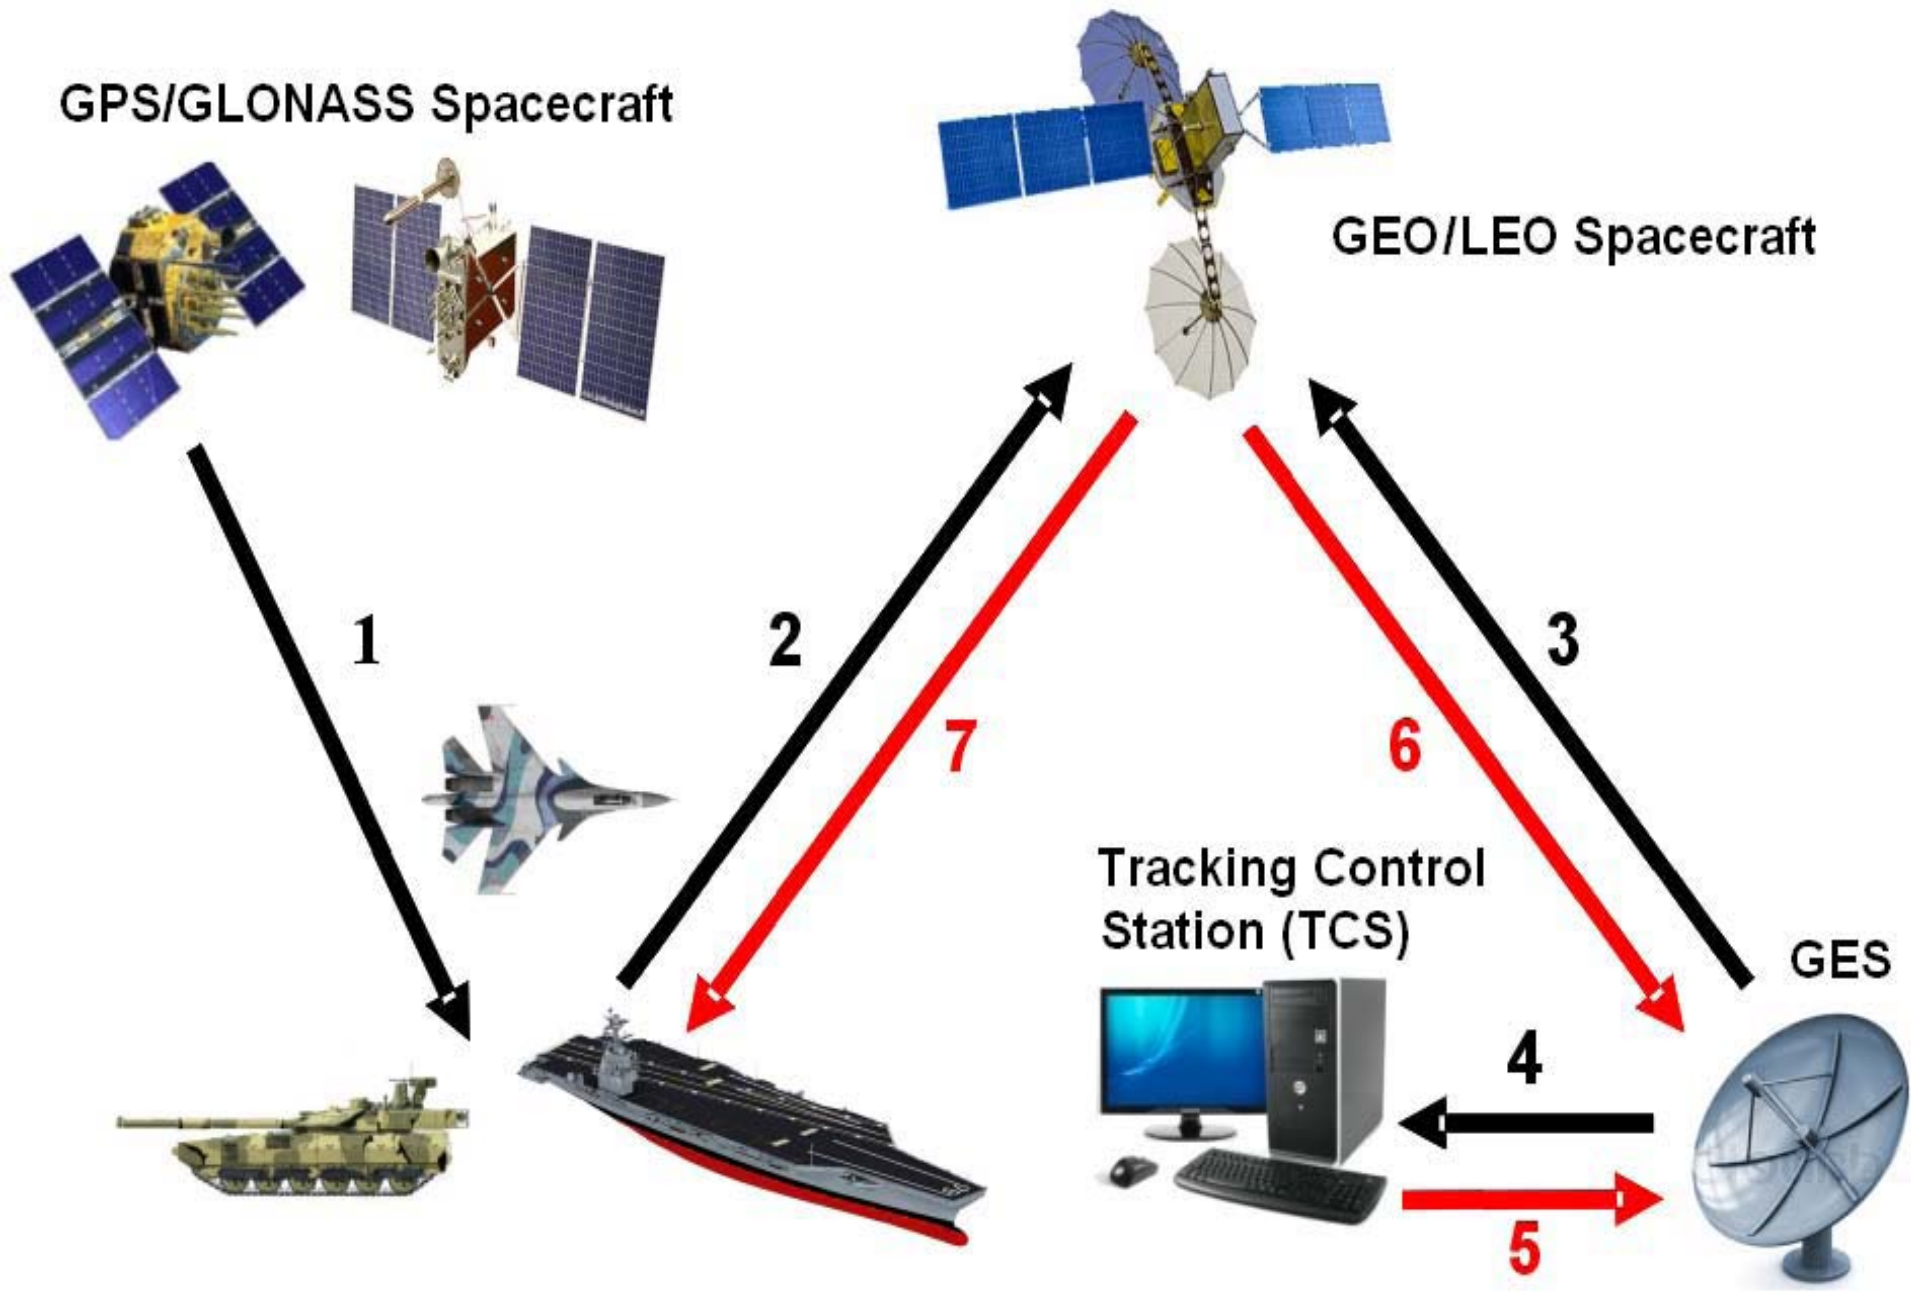 GPS/GLONASS Spacecraft
GEO/LEO Spacecraft
1
2
3
7
6
Tracking Control
Station (TCS)
GES
4
5